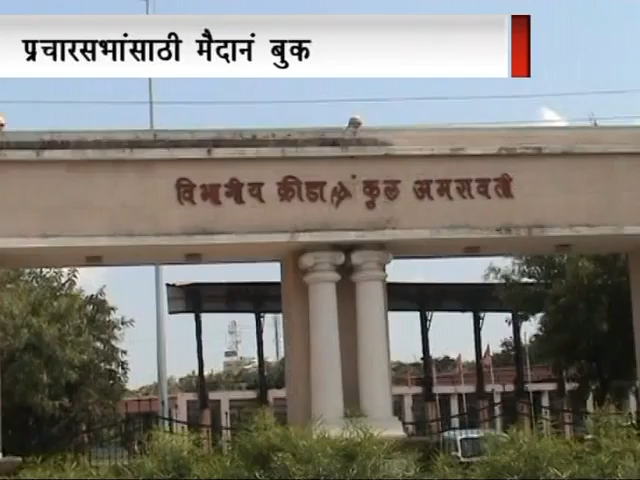 प्रचारसभांसाठी मैदानं बुक
विभागीय क्रीडा संकुल अमरावती